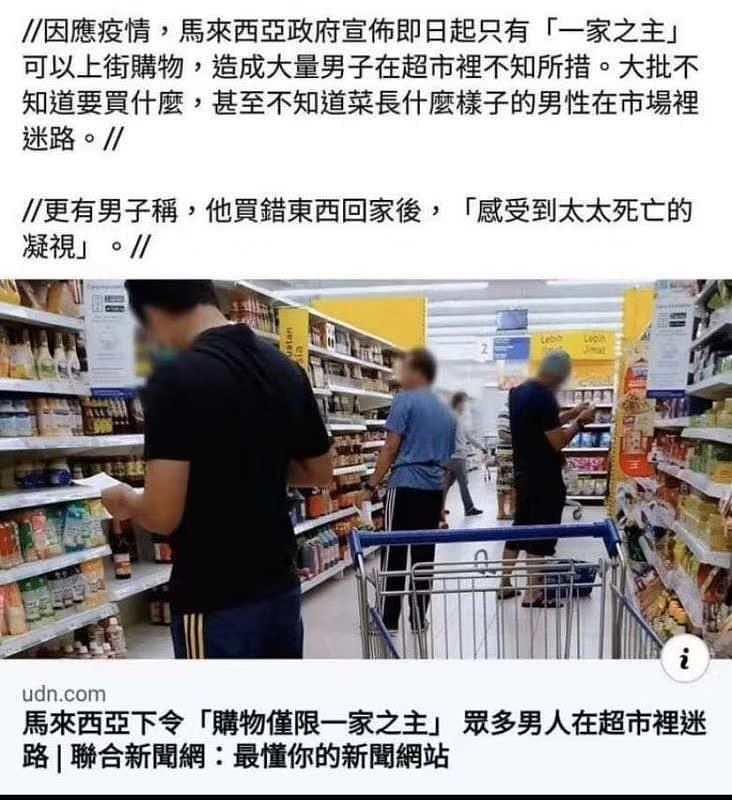 //因應疫情，馬來西亞政府宣佈即日起只有「一家之主」
可以上街購物，造成大量男子在超市裡不知所措。大批不
知道要買什麼，甚至不知道菜長什麼樣子的男性在市場裡
迷路。//
//更有男子稱，他買錯東西回家後，「感受到太太死亡的
凝視」。//
2
Lebih
Lebih
Jimat
i
udn.com
馬來西亞下令「購物僅限一家之主」 眾多男人在超市裡迷
路 | 聯合新聞網：最懂你的新聞網站